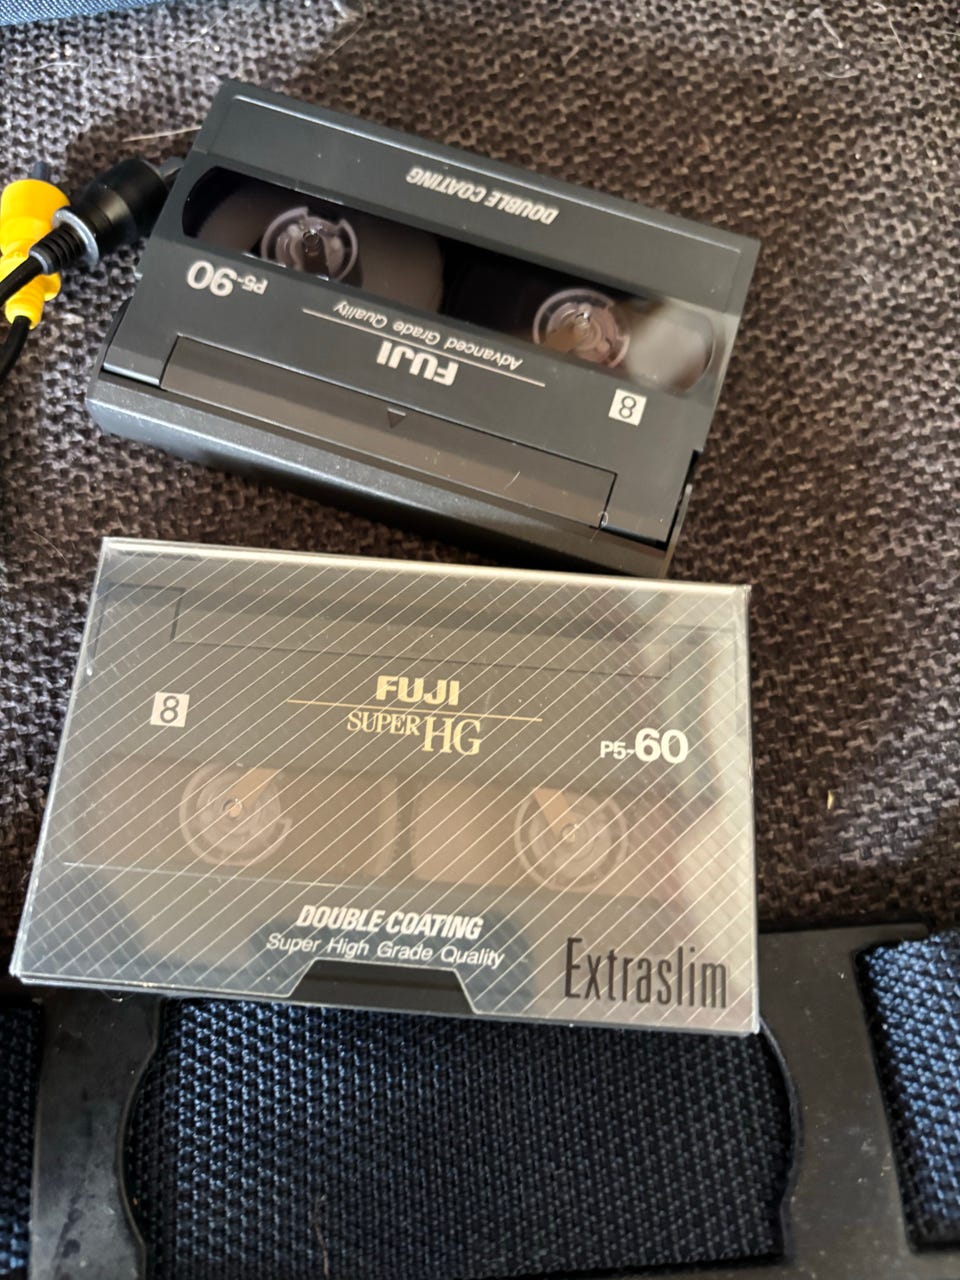 DOUBLE COATING
P5-90
Advanced Grade Quality
FUJI
8
FUJI
SUPER HG
8
P5-60
DOUBLE COATING
Super High Grade Quality
Extraslim